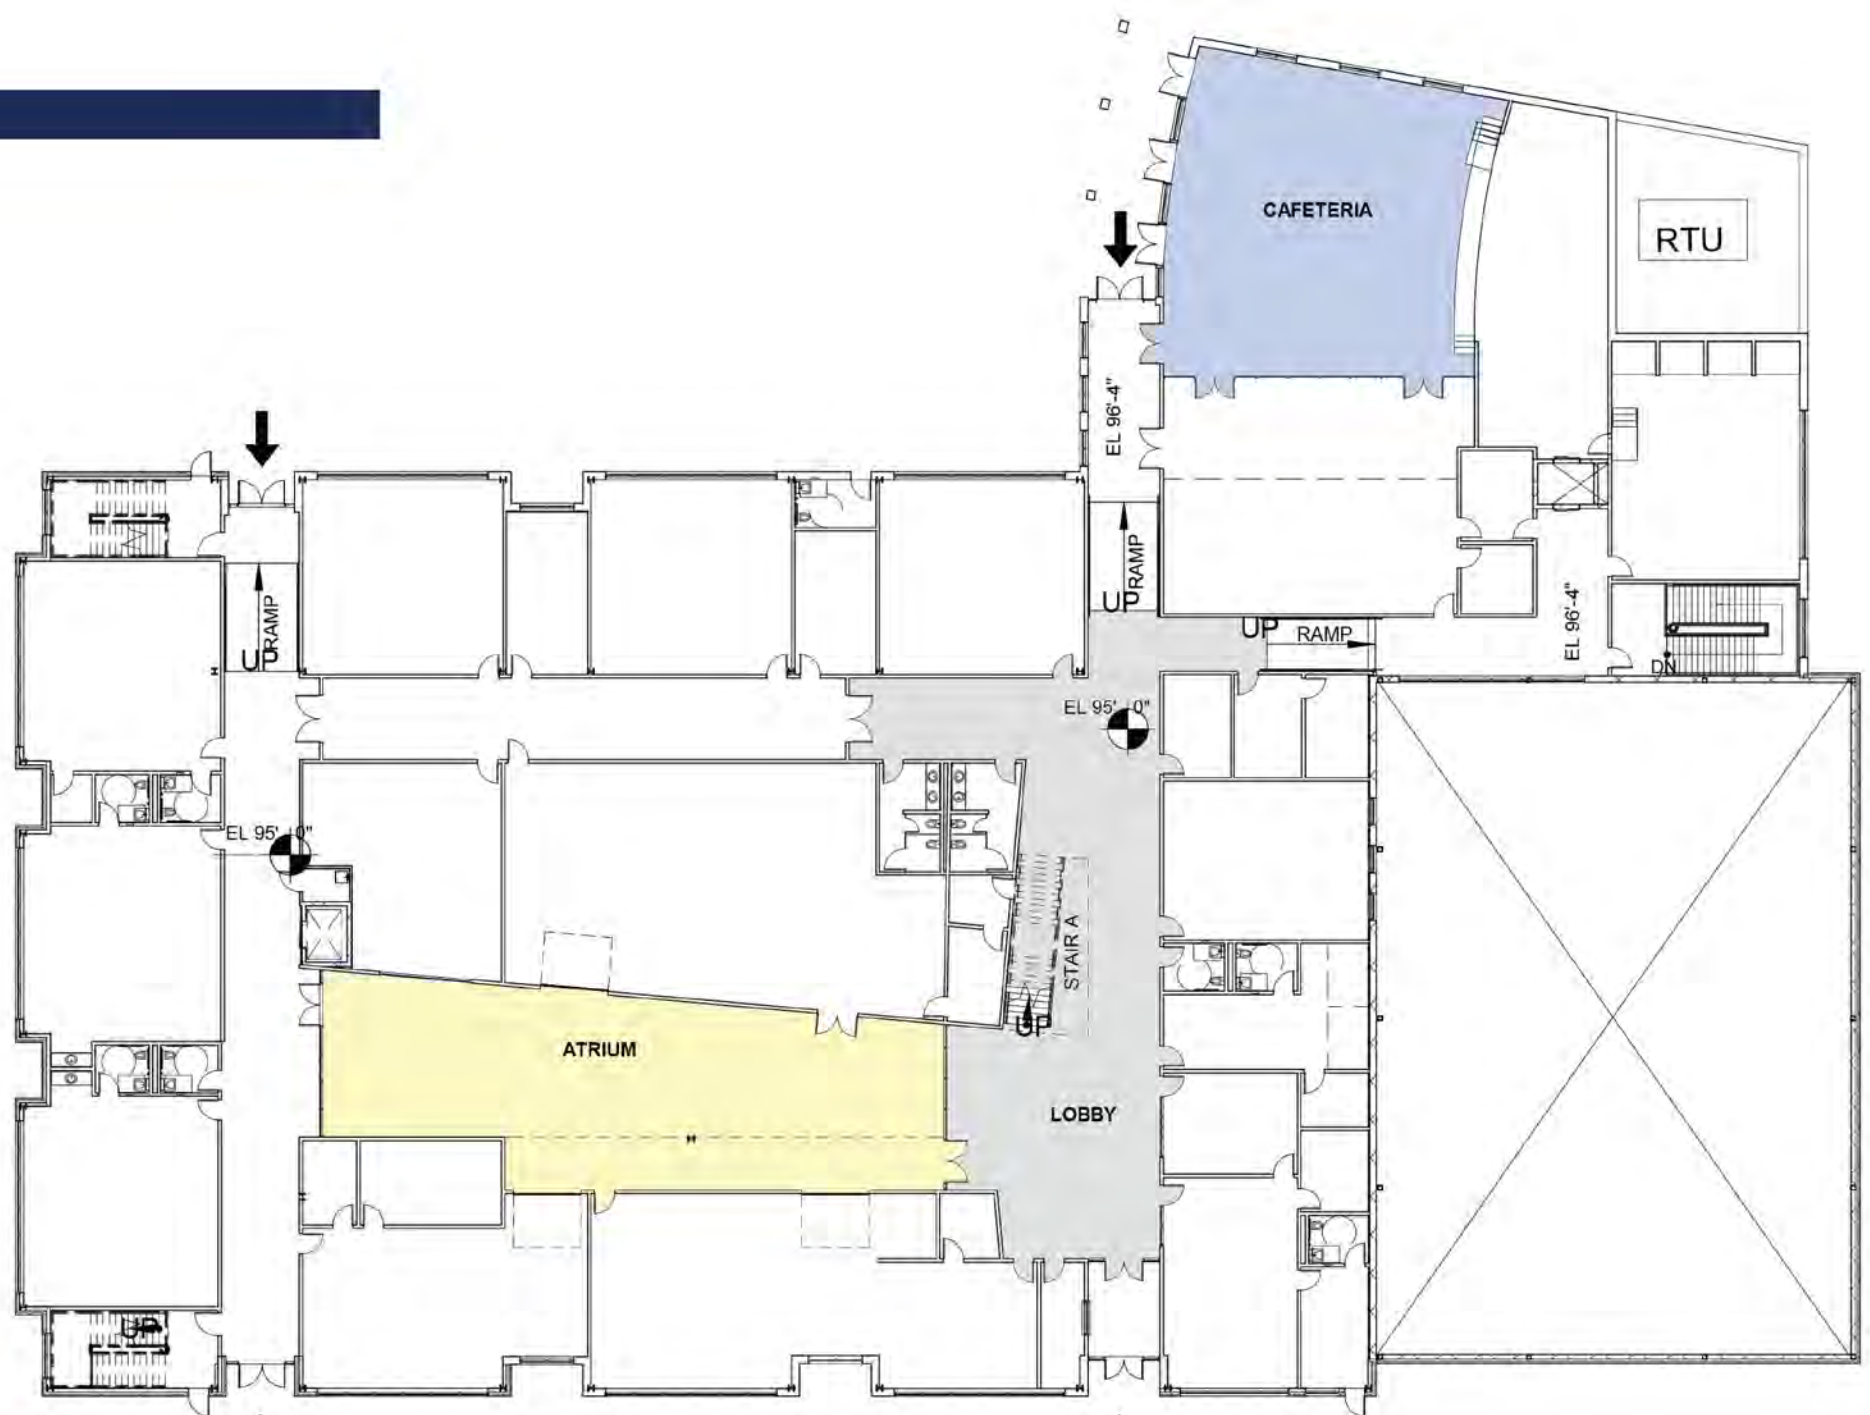 CAFETERIA
RTU
EL 96'-4"
RAMP
UP
RAMP
UP
UP
RAMP
EL 96'-4"
DN
EL 95' 0"
EL 95' 0"
STAIR A
UP
ATRIUM
LOBBY
UP